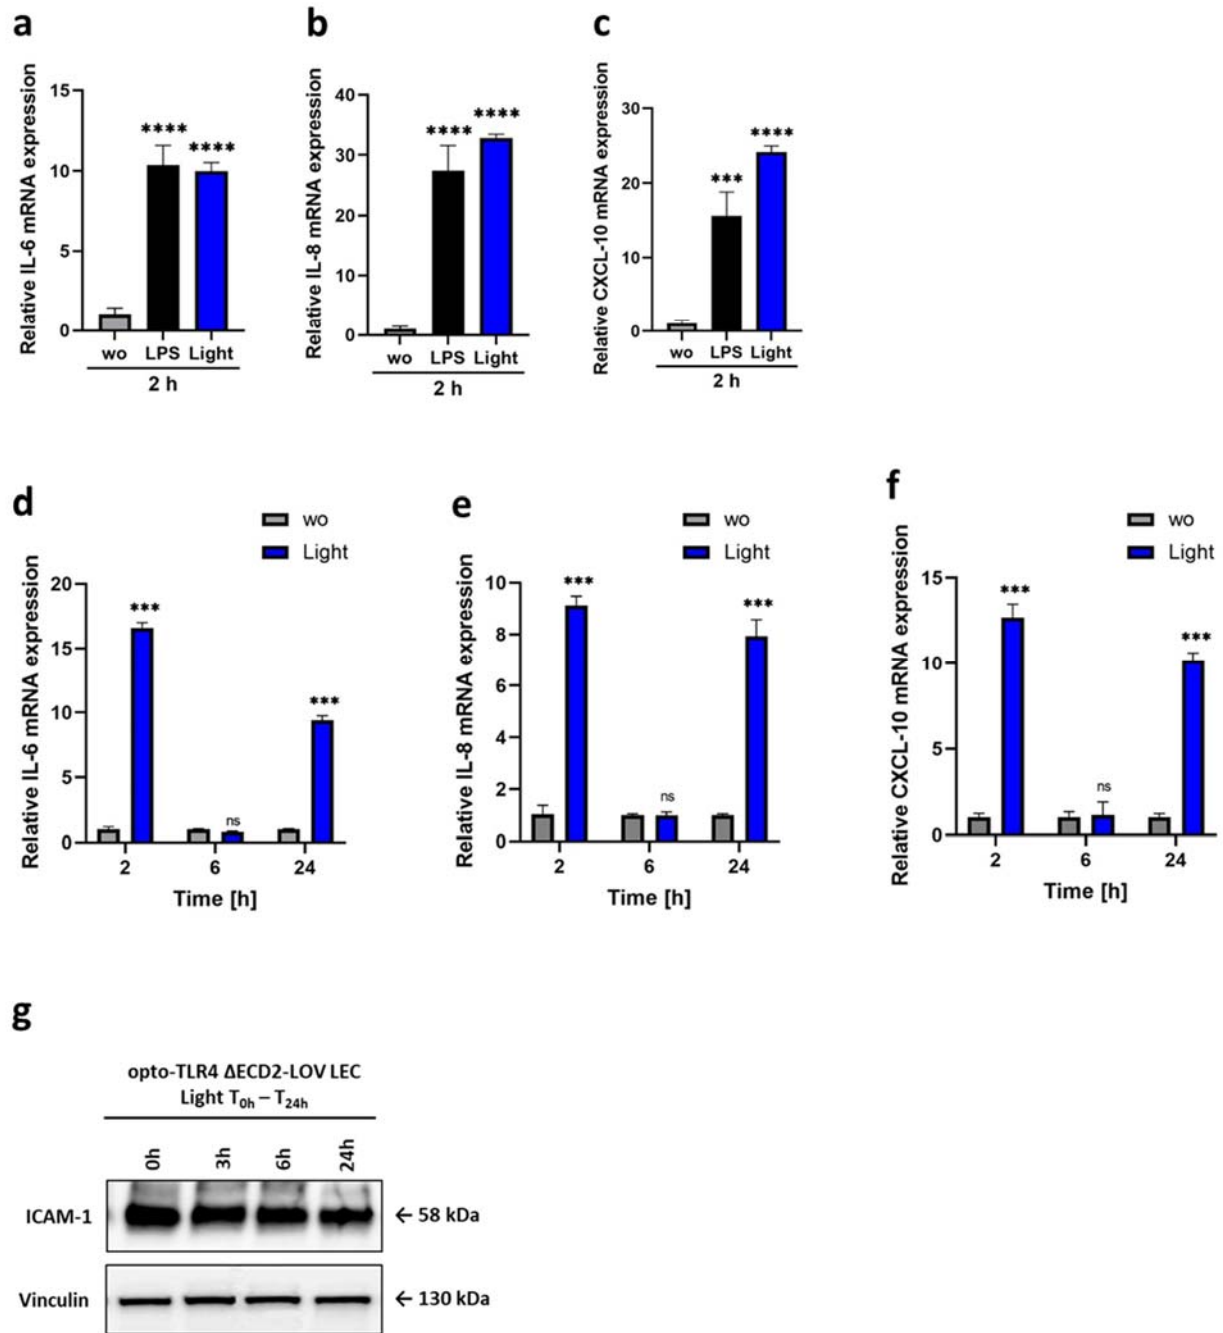 a
Relative IL-6 mRNA expression
15
10
5
0
****
****
wo LPS Light
2 h
b
Relative IL-8 mRNA expression
40
30
20
10
0
****
****
wo LPS Light
2 h
c
Relative CXCL-10 mRNA expression
30
20
10
0
***
****
wo LPS Light
2 h
d
wo
Light
Relative IL-6 mRNA expression
20
15
10
5
0
***
ns
***
2 6 24
Time [h]
e
wo
Light
Relative IL-8 mRNA expression
10
8
6
4
2
0
***
ns
***
2 6 24
Time [h]
f
wo
Light
Relative CXCL-10 mRNA expression
15
10
5
0
***
ns
***
2 6 24
Time [h]
g
opto-TLR4 ΔECD2-LOV LEC
Light T0h – T24h
0h 3h 6h 24h
ICAM-1 ← 58 kDa
Vinculin ← 130 kDa